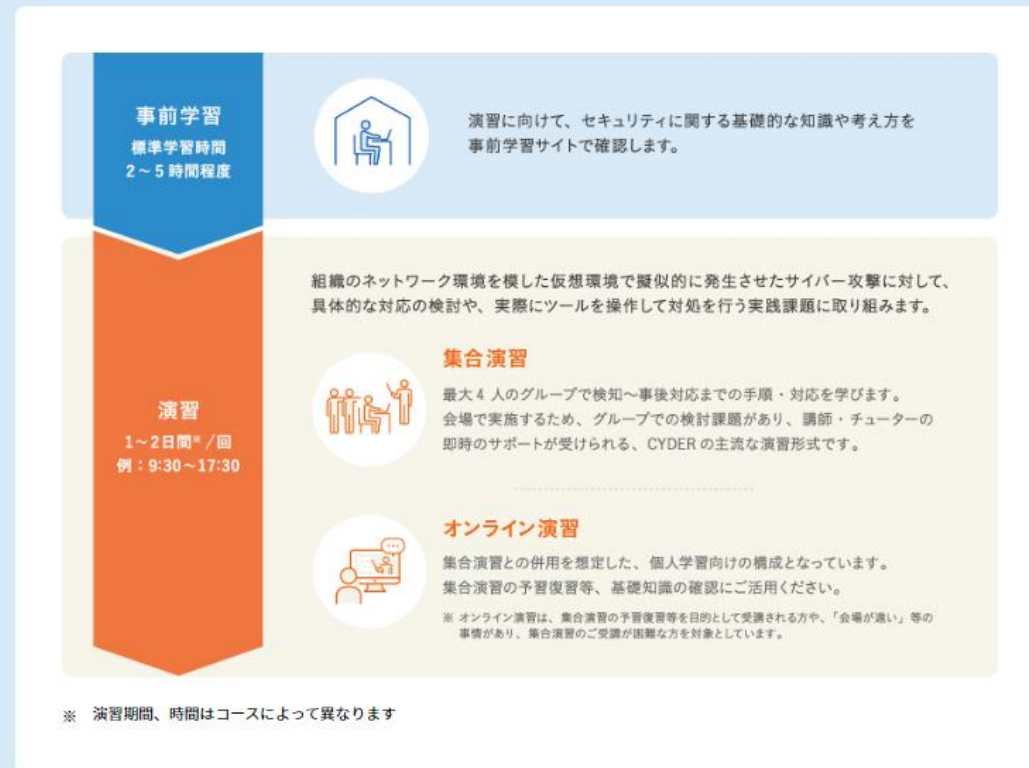 事前学習
標準学習時間
2~5時間程度
演習に向けて、セキュリティに関する基礎的な知識や考え方を
事前学習サイトで確認します。
演習
1~2日間※/回
例:9:30~17:30
組織のネットワーク環境を模した仮想環境で擬似的に発生させたサイバー攻撃に対して、
具体的な対応の検討や、実際にツールを操作して対処を行う実践課題に取り組みます。
集合演習
最大4人のグループで検知~事後対応までの手順・対応を学びます。
会場で実施するため、グループでの検討課題があり、講師・チューターの
即時のサポートが受けられる、CYDERの主流な演習形式です。
オンライン演習
集合演習との併用を想定した、個人学習向けの構成となっています。
集合演習の予習復習等、基礎知識の確認にご活用ください。
※ オンライン演習は、集合演習の予習復習等を目的として受講される方や、「会場が遠い」等の
事情があり、集合演習のご受講が困難な方を対象としています。
※ 演習期間、時間はコースによって異なります